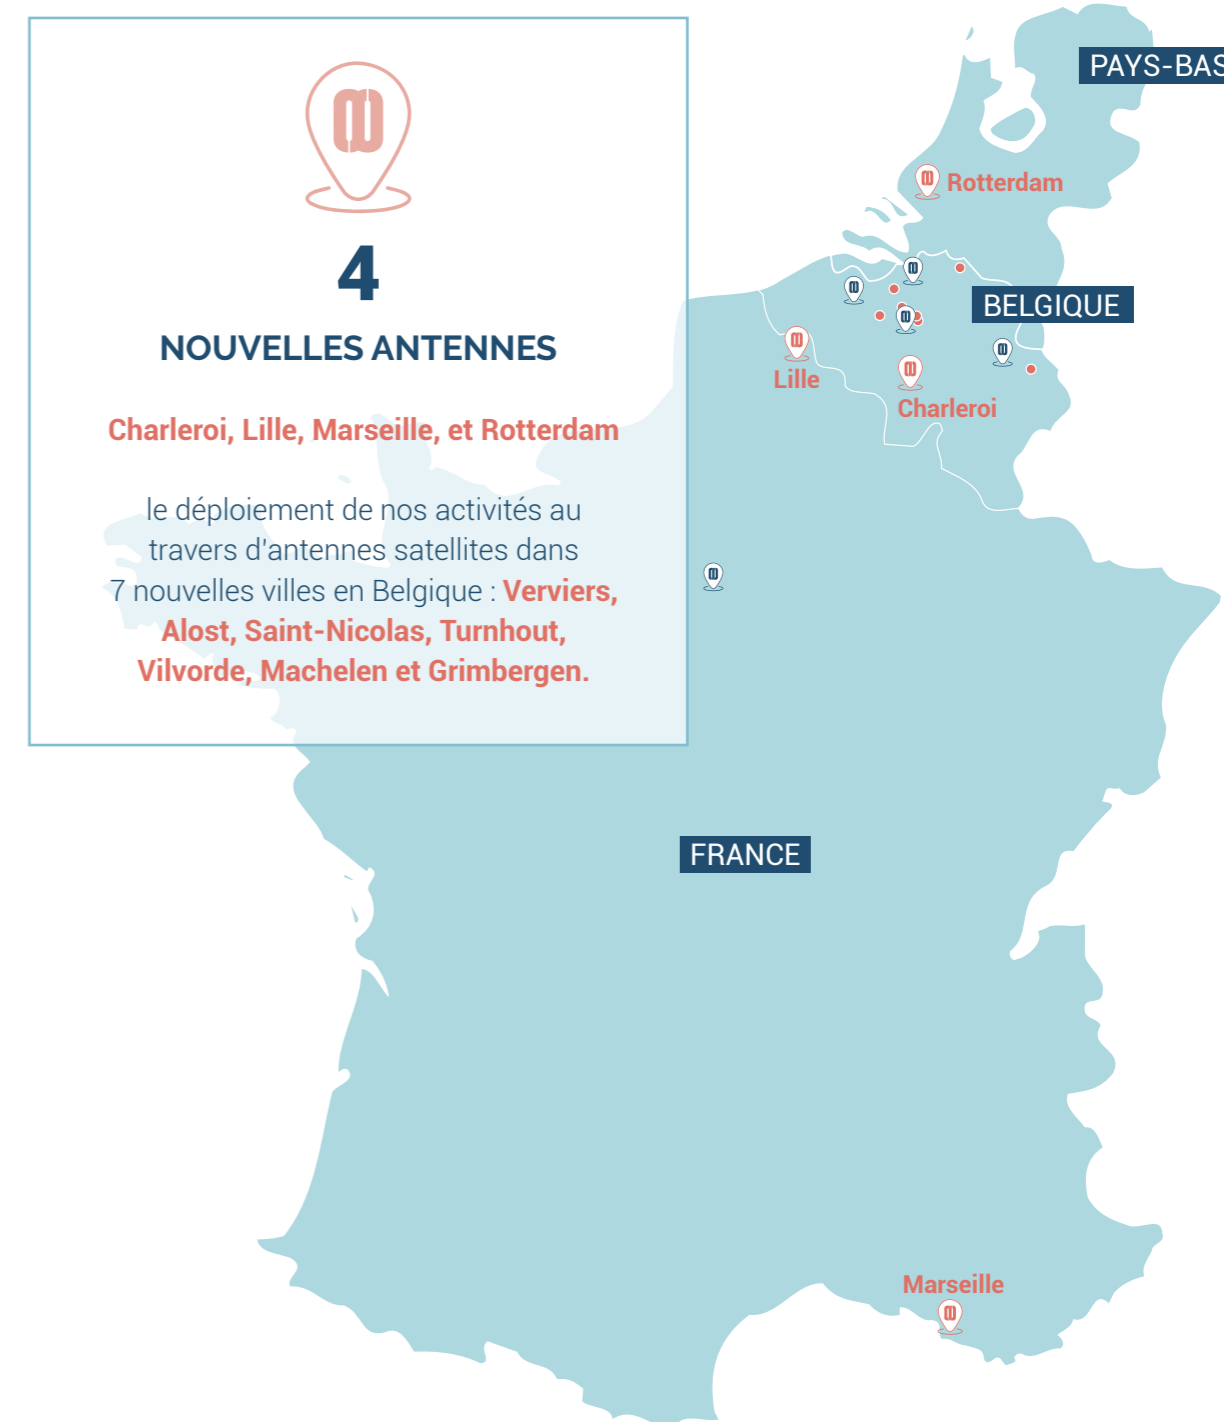 4
NOUVELLES ANTENNES
Charleroi, Lille, Marseille, et Rotterdam
le déploiement de nos activités au
travers d'antennes satellites dans
7 nouvelles villes en Belgique : Verviers,
Alost, Saint-Nicolas, Turnhout,
Vilvorde, Machelen et Grimbergen.
PAYS-BAS
Rotterdam
BELGIQUE
Lille
Charleroi
FRANCE
Marseille